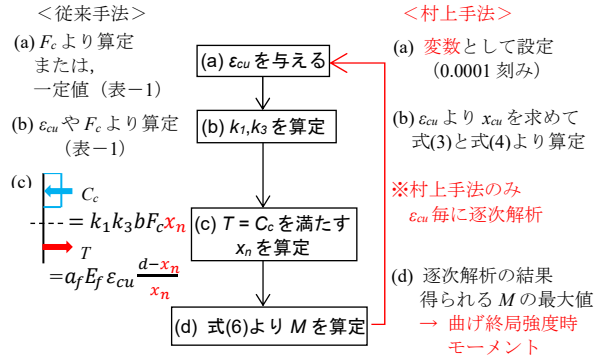 ＜従来手法＞
(a) Fc より算定
または,
一定値（表－1）
(b) εcu や Fc より算定
（表－1）
(c)
Cc
= k1k3bFcxn
T
=afEfεcu d−xn/xn
(a) εcu を与える
(b) k1,k3 を算定
(c) T = Cc を満たす
xn を算定
(d) 式(6)より M を算定
＜村上手法＞
(a) 変数として設定
（0.0001 刻み）
(b) εcu より xcu を求めて
式(3)と式(4)より算定
※村上手法のみ
εcu 毎に逐次解析
(d) 逐次解析の結果
得られる M の最大値
→ 曲げ終局強度時
モーメント